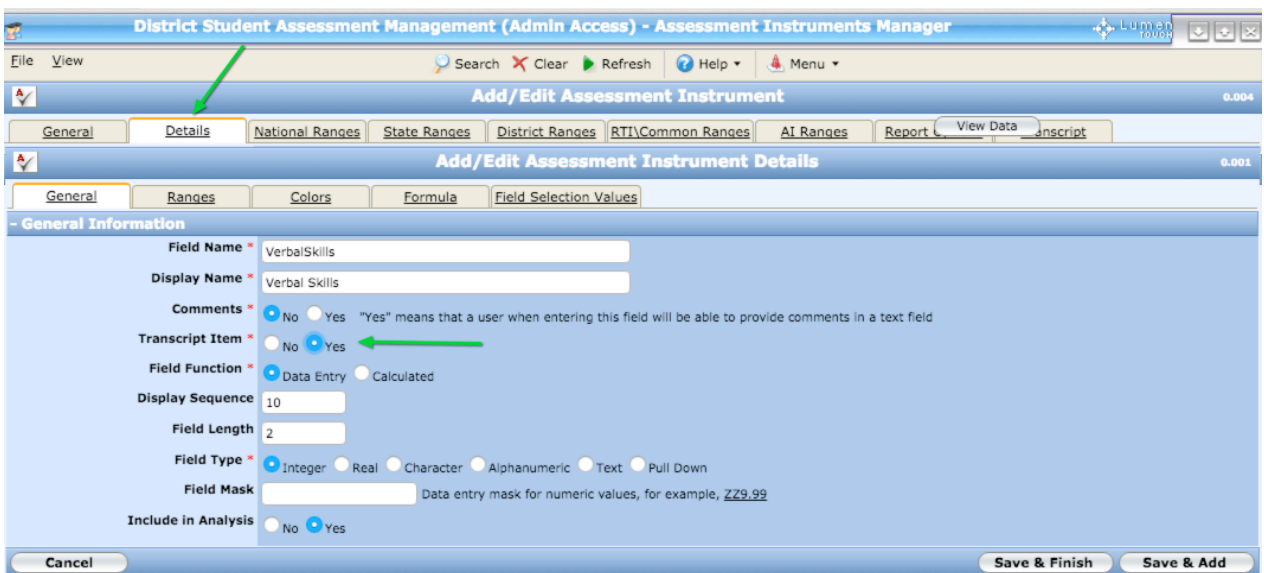 District Student Assessment Management (Admin Access) - Assessment Instruments Manager Lumen TOUCH
File View Search Clear Refresh Help Menu
Add/Edit Assessment Instrument 0.004
General Details National Ranges State Ranges District Ranges RTI\Common Ranges AI Ranges Report View Data
Add/Edit Assessment Instrument Details 0.001
General Ranges Colors Formula Field Selection Values
- General Information
Field Name * VerbalSkills
Display Name * Verbal Skills
Comments * No Yes "Yes" means that a user when entering this field will be able to provide comments in a text field
Transcript Item * No Yes
Field Function * Data Entry Calculated
Display Sequence 10
Field Length 2
Field Type * Integer Real Character Alphanumeric Text Pull Down
Field Mask Data entry mask for numeric values, for example, ZZ9.99
Include in Analysis No Yes
Cancel Save & Finish Save & Add